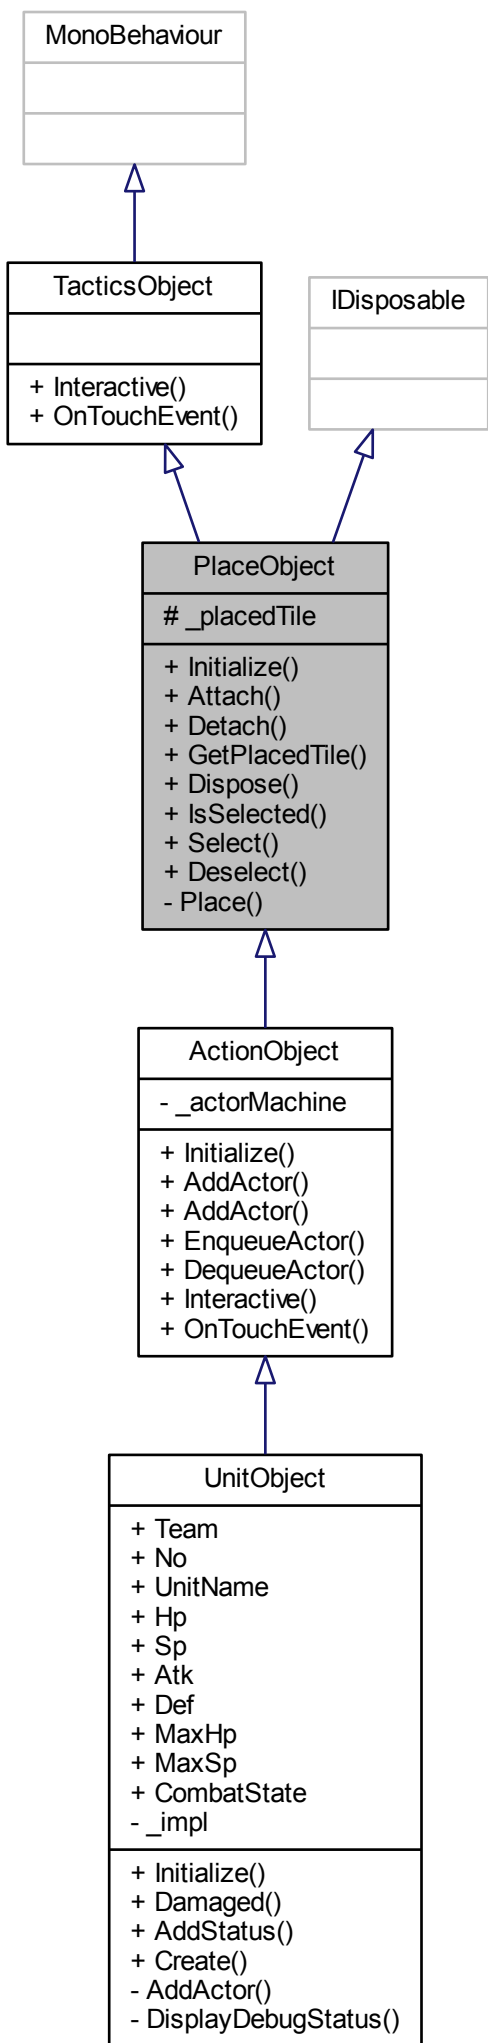 MonoBehaviour
TacticsObject
+ Interactive()
+ OnTouchEvent()
IDisposable
PlaceObject
# _placedTile
+ Initialize()
+ Attach()
+ Detach()
+ GetPlacedTile()
+ Dispose()
+ IsSelected()
+ Select()
+ Deselect()
- Place()
ActionObject
- _actorMachine
+ Initialize()
+ AddActor()
+ AddActor()
+ EnqueueActor()
+ DequeueActor()
+ Interactive()
+ OnTouchEvent()
UnitObject
+ Team
+ No
+ UnitName
+ Hp
+ Sp
+ Atk
+ Def
+ MaxHp
+ MaxSp
+ CombatState
- _impl
+ Initialize()
+ Damaged()
+ AddStatus()
+ Create()
- AddActor()
- DisplayDebugStatus()